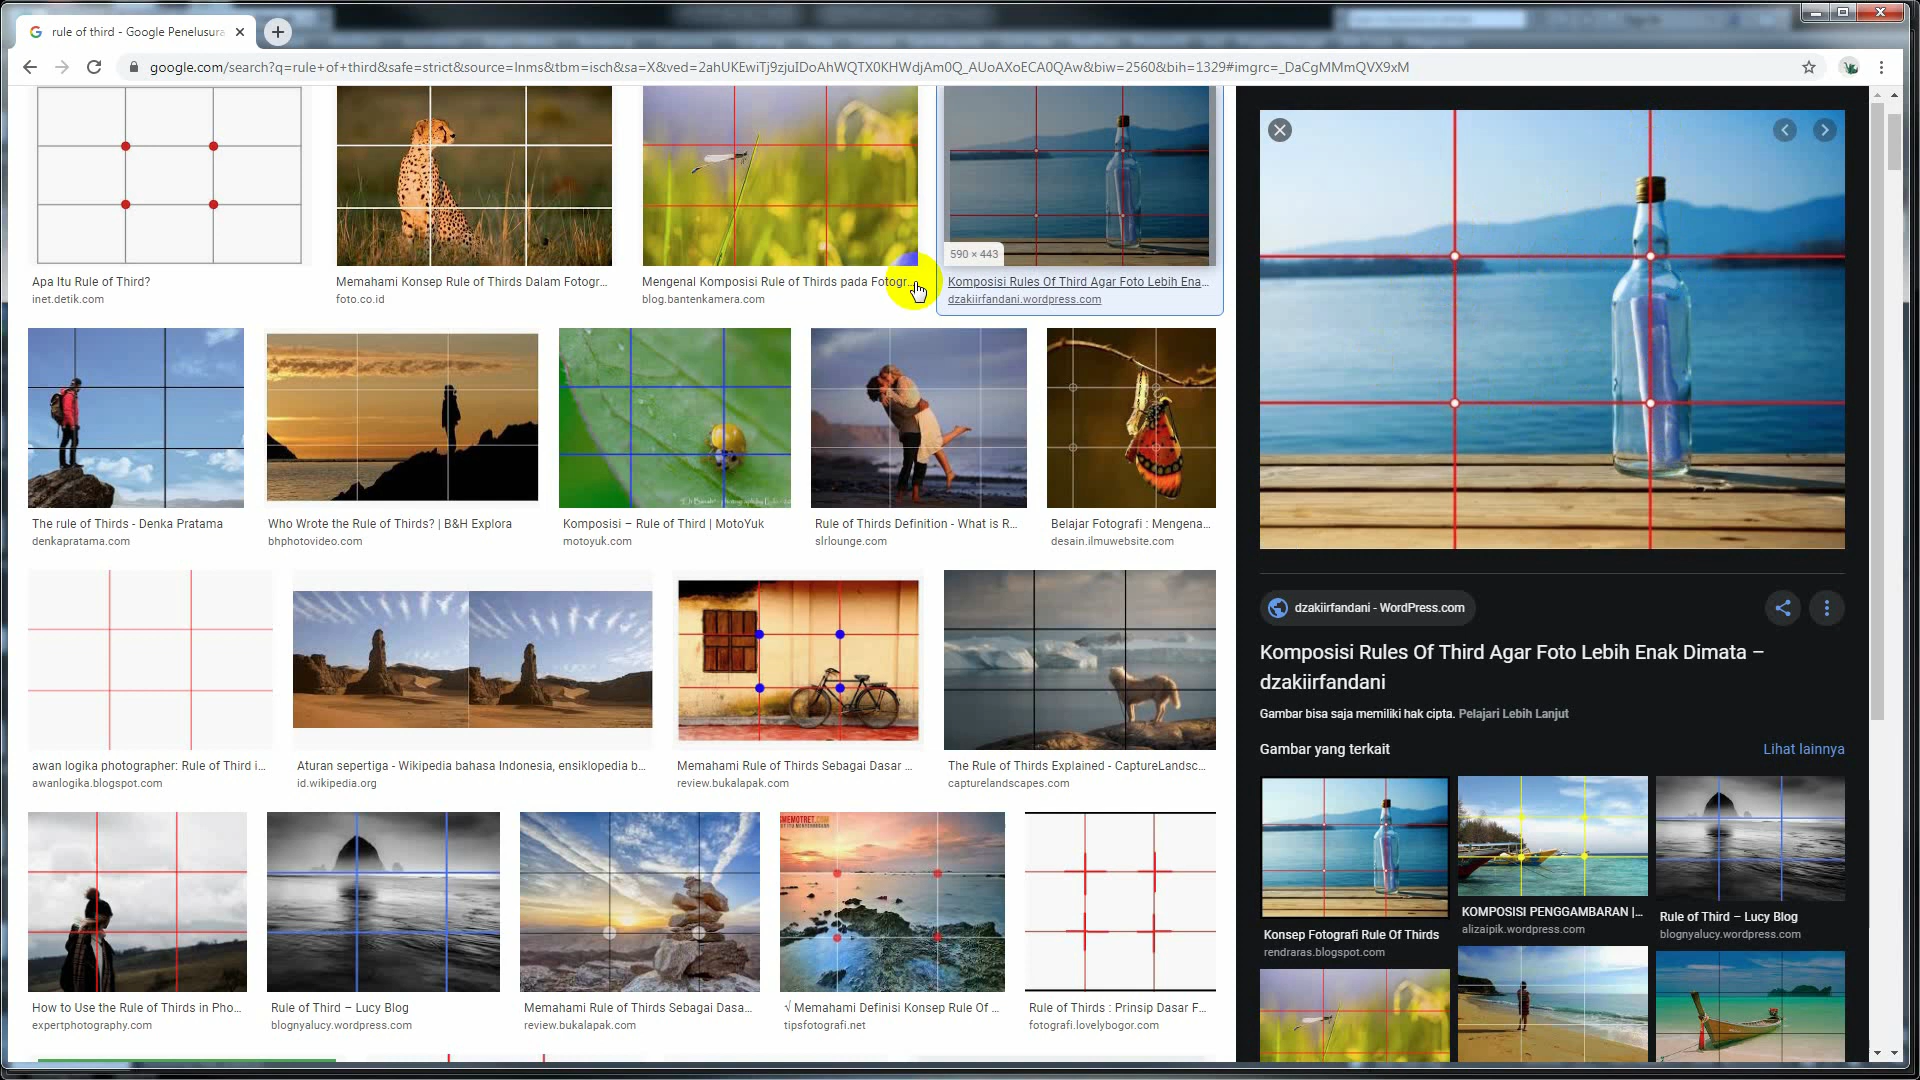 rule of third - Google Penelusura
google.com/search?q=rule+of+third&safe=strict&source=lnms&tbm=isch&sa=X&ved=2ahUKEwiTj9zjuIDoAhWQTX0KHWdjAm0Q_AUoAXoECA0QAw&biw=2560&bih=1329#imgrc=_DaCgMMmQVX9xM
590 × 443
Apa Itu Rule of Third?
inet.detik.com
Memahami Konsep Rule of Thirds Dalam Fotogr...
foto.co.id
Mengenal Komposisi Rule of Thirds pada Fotogr...
blog.bantenkamera.com
Komposisi Rules Of Third Agar Foto Lebih Ena...
dzakiirfandani.wordpress.com
The rule of Thirds - Denka Pratama
denkapratama.com
Who Wrote the Rule of Thirds? | B&H Explora
bhphotovideo.com
Komposisi – Rule of Third | MotoYuk
motoyuk.com
Rule of Thirds Definition - What is R...
slrlounge.com
Belajar Fotografi : Mengena...
desain.ilmuwebsite.com
awan logika photographer: Rule of Third i...
awanlogika.blogspot.com
Aturan sepertiga - Wikipedia bahasa Indonesia, ensiklopedia b...
id.wikipedia.org
Memahami Rule of Thirds Sebagai Dasar ...
review.bukalapak.com
The Rule of Thirds Explained - CaptureLandsc...
capturelandscapes.com
How to Use the Rule of Thirds in Pho...
expertphotography.com
Rule of Third – Lucy Blog
blognyalucy.wordpress.com
Memahami Rule of Thirds Sebagai Dasa...
review.bukalapak.com
√ Memahami Definisi Konsep Rule Of ...
tipsfotografi.net
Rule of Thirds : Prinsip Dasar F...
fotografi.lovelybogor.com
dzakiirfandani - WordPress.com
Komposisi Rules Of Third Agar Foto Lebih Enak Dimata –
dzakiirfandani
Gambar bisa saja memiliki hak cipta. Pelajari Lebih Lanjut
Gambar yang terkait
Lihat lainnya
Konsep Fotografi Rule Of Thirds
rendraras.blogspot.com
KOMPOSISI PENGGAMBARAN |...
alizaipik.wordpress.com
Rule of Third – Lucy Blog
blognyalucy.wordpress.com